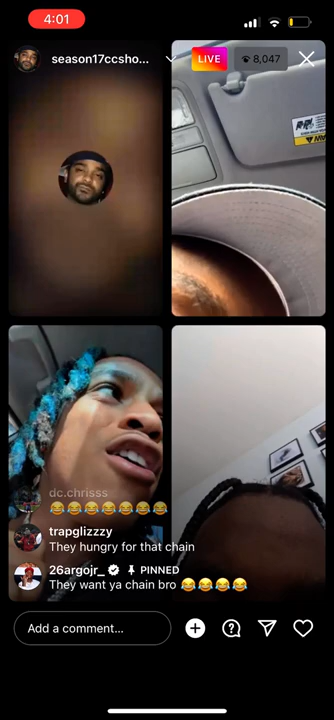 4:01
season17ccsho...
LIVE
8,047
dc.chrisss
😂😂😂😂😂😂😂😂
trapglizzzy
They hungry for that chain
26argojr_ PINNED
They want ya chain bro 😂😂😂😂
Add a comment...